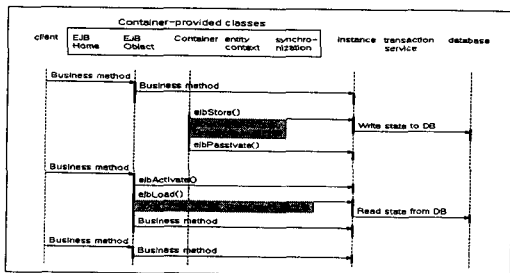 Container-provided classes
client EJB Home EJB Object Container entity context synchro-nization instance transaction service database
Business method
Business method
ejbStore()
Write state to DB
ejbPassivate()
Business method
ejbActivate()
ejbLoad()
Read state from DB
Business method
Business method
Business method